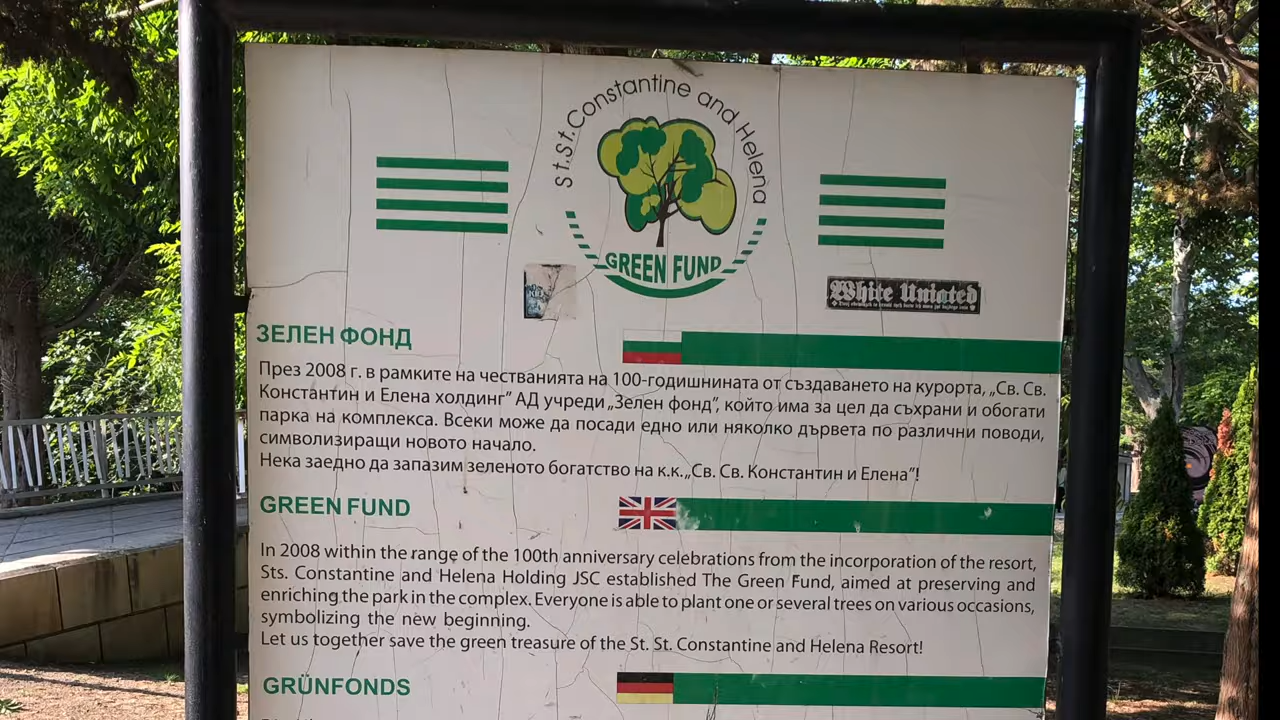 St.St.Constantine and Helena
GREEN FUND
White Uniated
ЗЕЛЕН ФОНД
През 2008 г. в рамките на честванията на 100-годишнината от създаването на курорта, „Св. Св.
Константин и Елена холдинг” АД учреди „Зелен фонд”, който има за цел да съхрани и обогати
парка на комплекса. Всеки може да посади едно или няколко дървета по различни поводи,
символизиращи новото начало.
Нека заедно да запазим зеленото богатство на к.к.„Св. Св. Константин и Елена”!
GREEN FUND
In 2008 within the range of the 100th anniversary celebrations from the incorporation of the resort,
Sts. Constantine and Helena Holding JSC established The Green Fund, aimed at preserving and
enriching the park in the complex. Everyone is able to plant one or several trees on various occasions,
symbolizing the new beginning.
Let us together save the green treasure of the St. St. Constantine and Helena Resort!
GRÜNFONDS